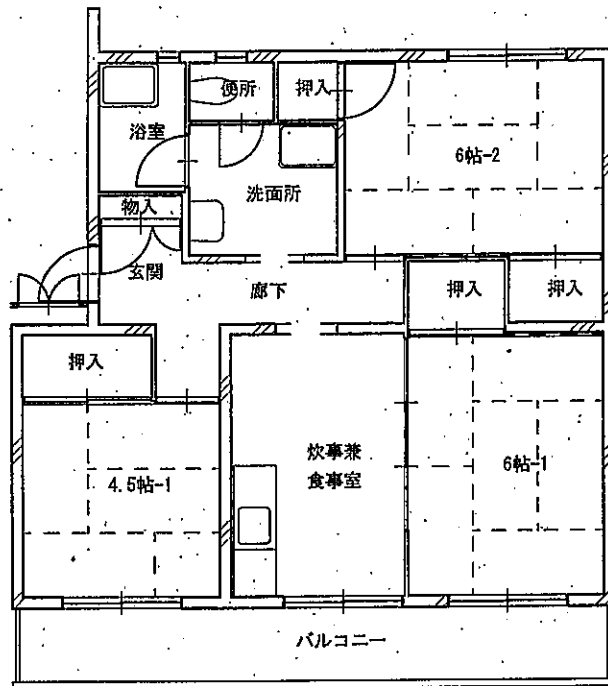 便所
押入
浴室
6帖-2
洗面所
物入
玄関
廊下
押入
押入
押入
炊事兼
食事室
6帖-1
4.5帖-1
バルコニー